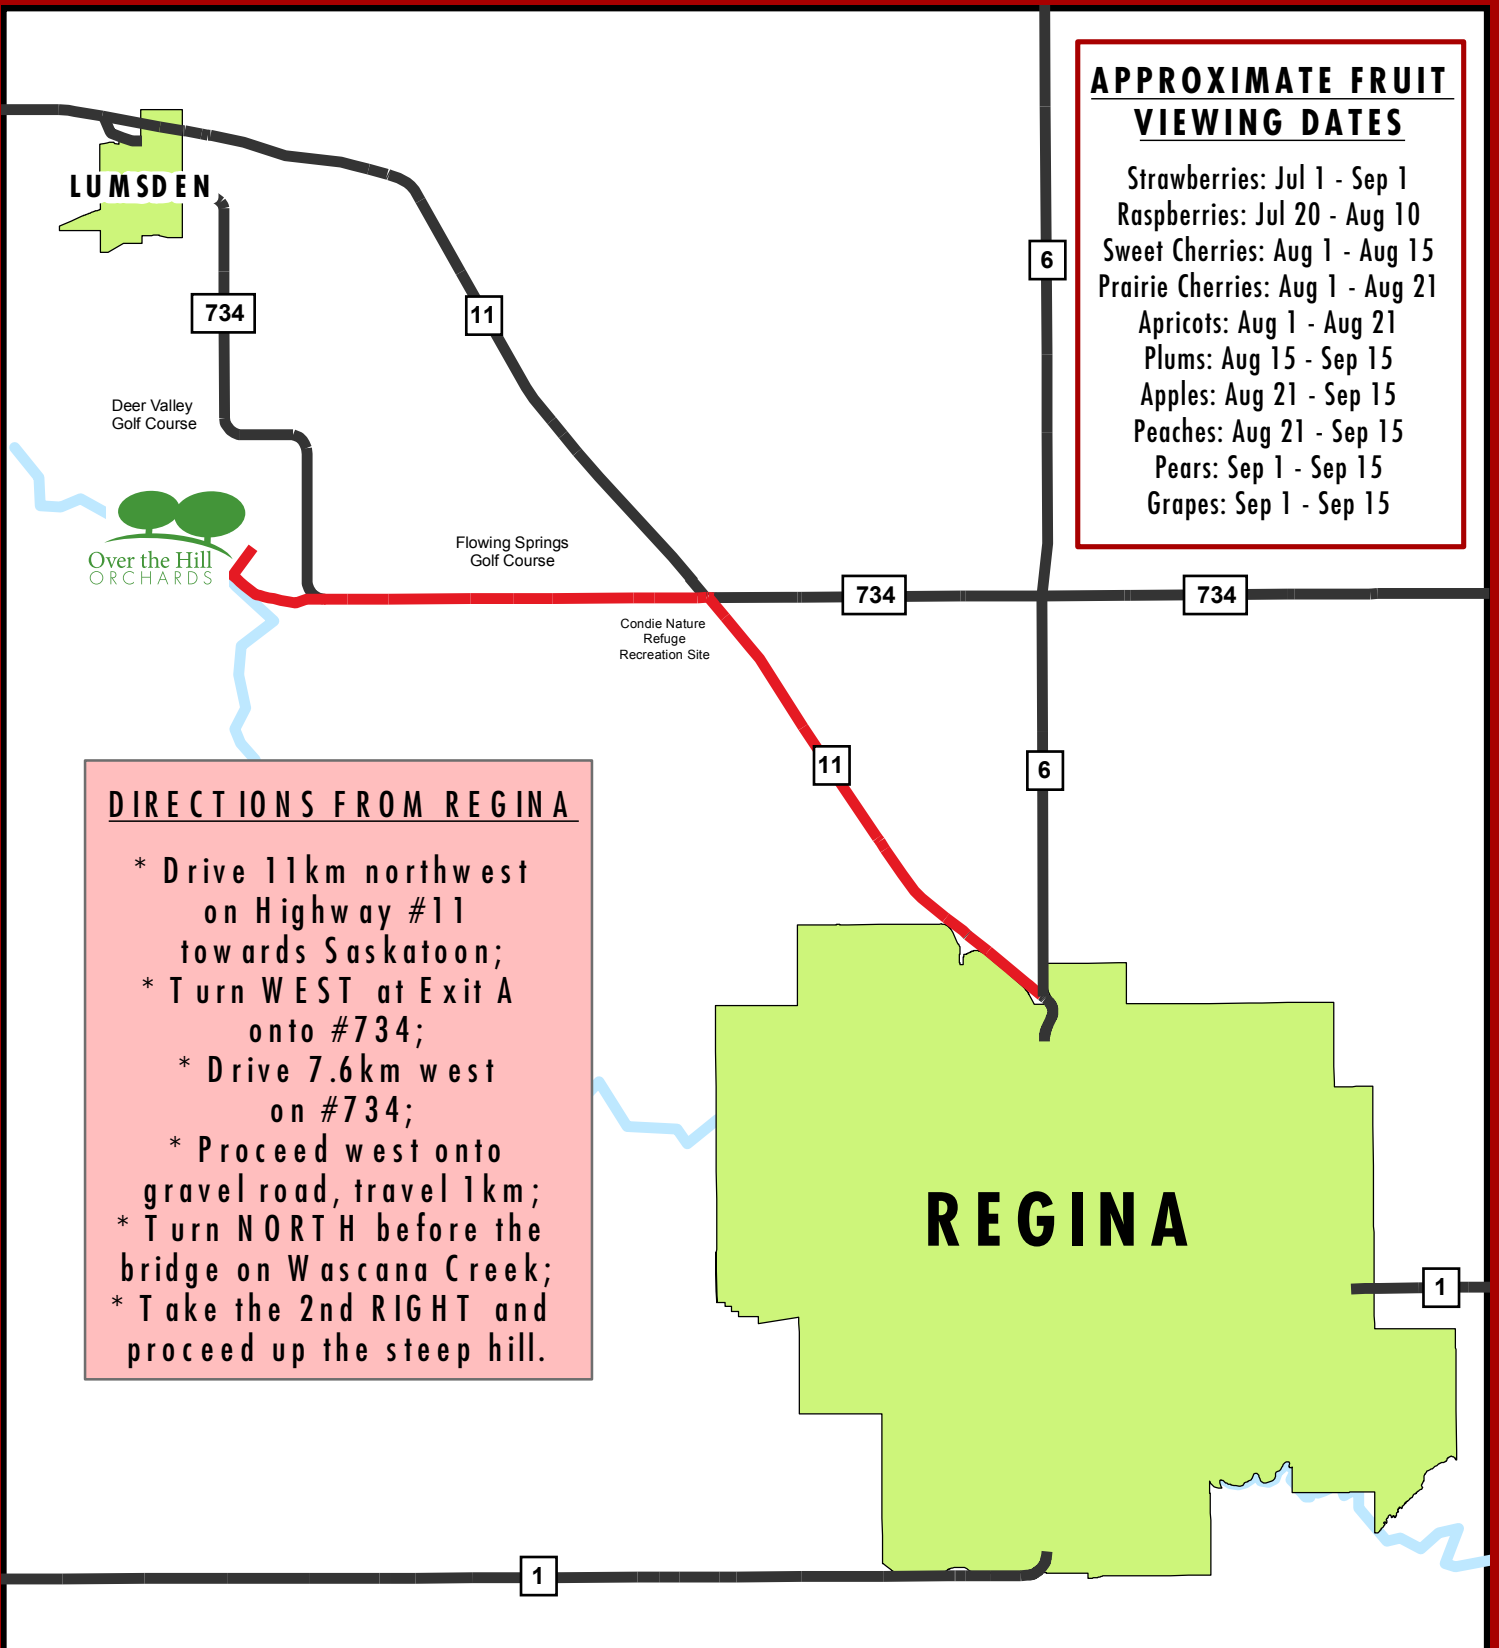 APPROXIMATE FRUIT
VIEWING DATES
Strawberries: Jul 1 - Sep 1
Raspberries: Jul 20 - Aug 10
Sweet Cherries: Aug 1 - Aug 15
Prairie Cherries: Aug 1 - Aug 21
Apricots: Aug 1 - Aug 21
Plums: Aug 15 - Sep 15
Apples: Aug 21 - Sep 15
Peaches: Aug 21 - Sep 15
Pears: Sep 1 - Sep 15
Grapes: Sep 1 - Sep 15
LUMSDEN
6
734
11
Deer Valley
Golf Course
Over the Hill
ORCHARDS
Flowing Springs
Golf Course
734
734
Condie Nature
Refuge
Recreation Site
11
6
DIRECTIONS FROM REGINA
* Drive 11km northwest
on Highway #11
towards Saskatoon;
* Turn WEST at Exit A
onto #734;
* Drive 7.6km west
on #734;
* Proceed west onto
gravel road, travel 1km;
* Turn NORTH before the
bridge on Wascana Creek;
* Take the 2nd RIGHT and
proceed up the steep hill.
REGINA
1
1